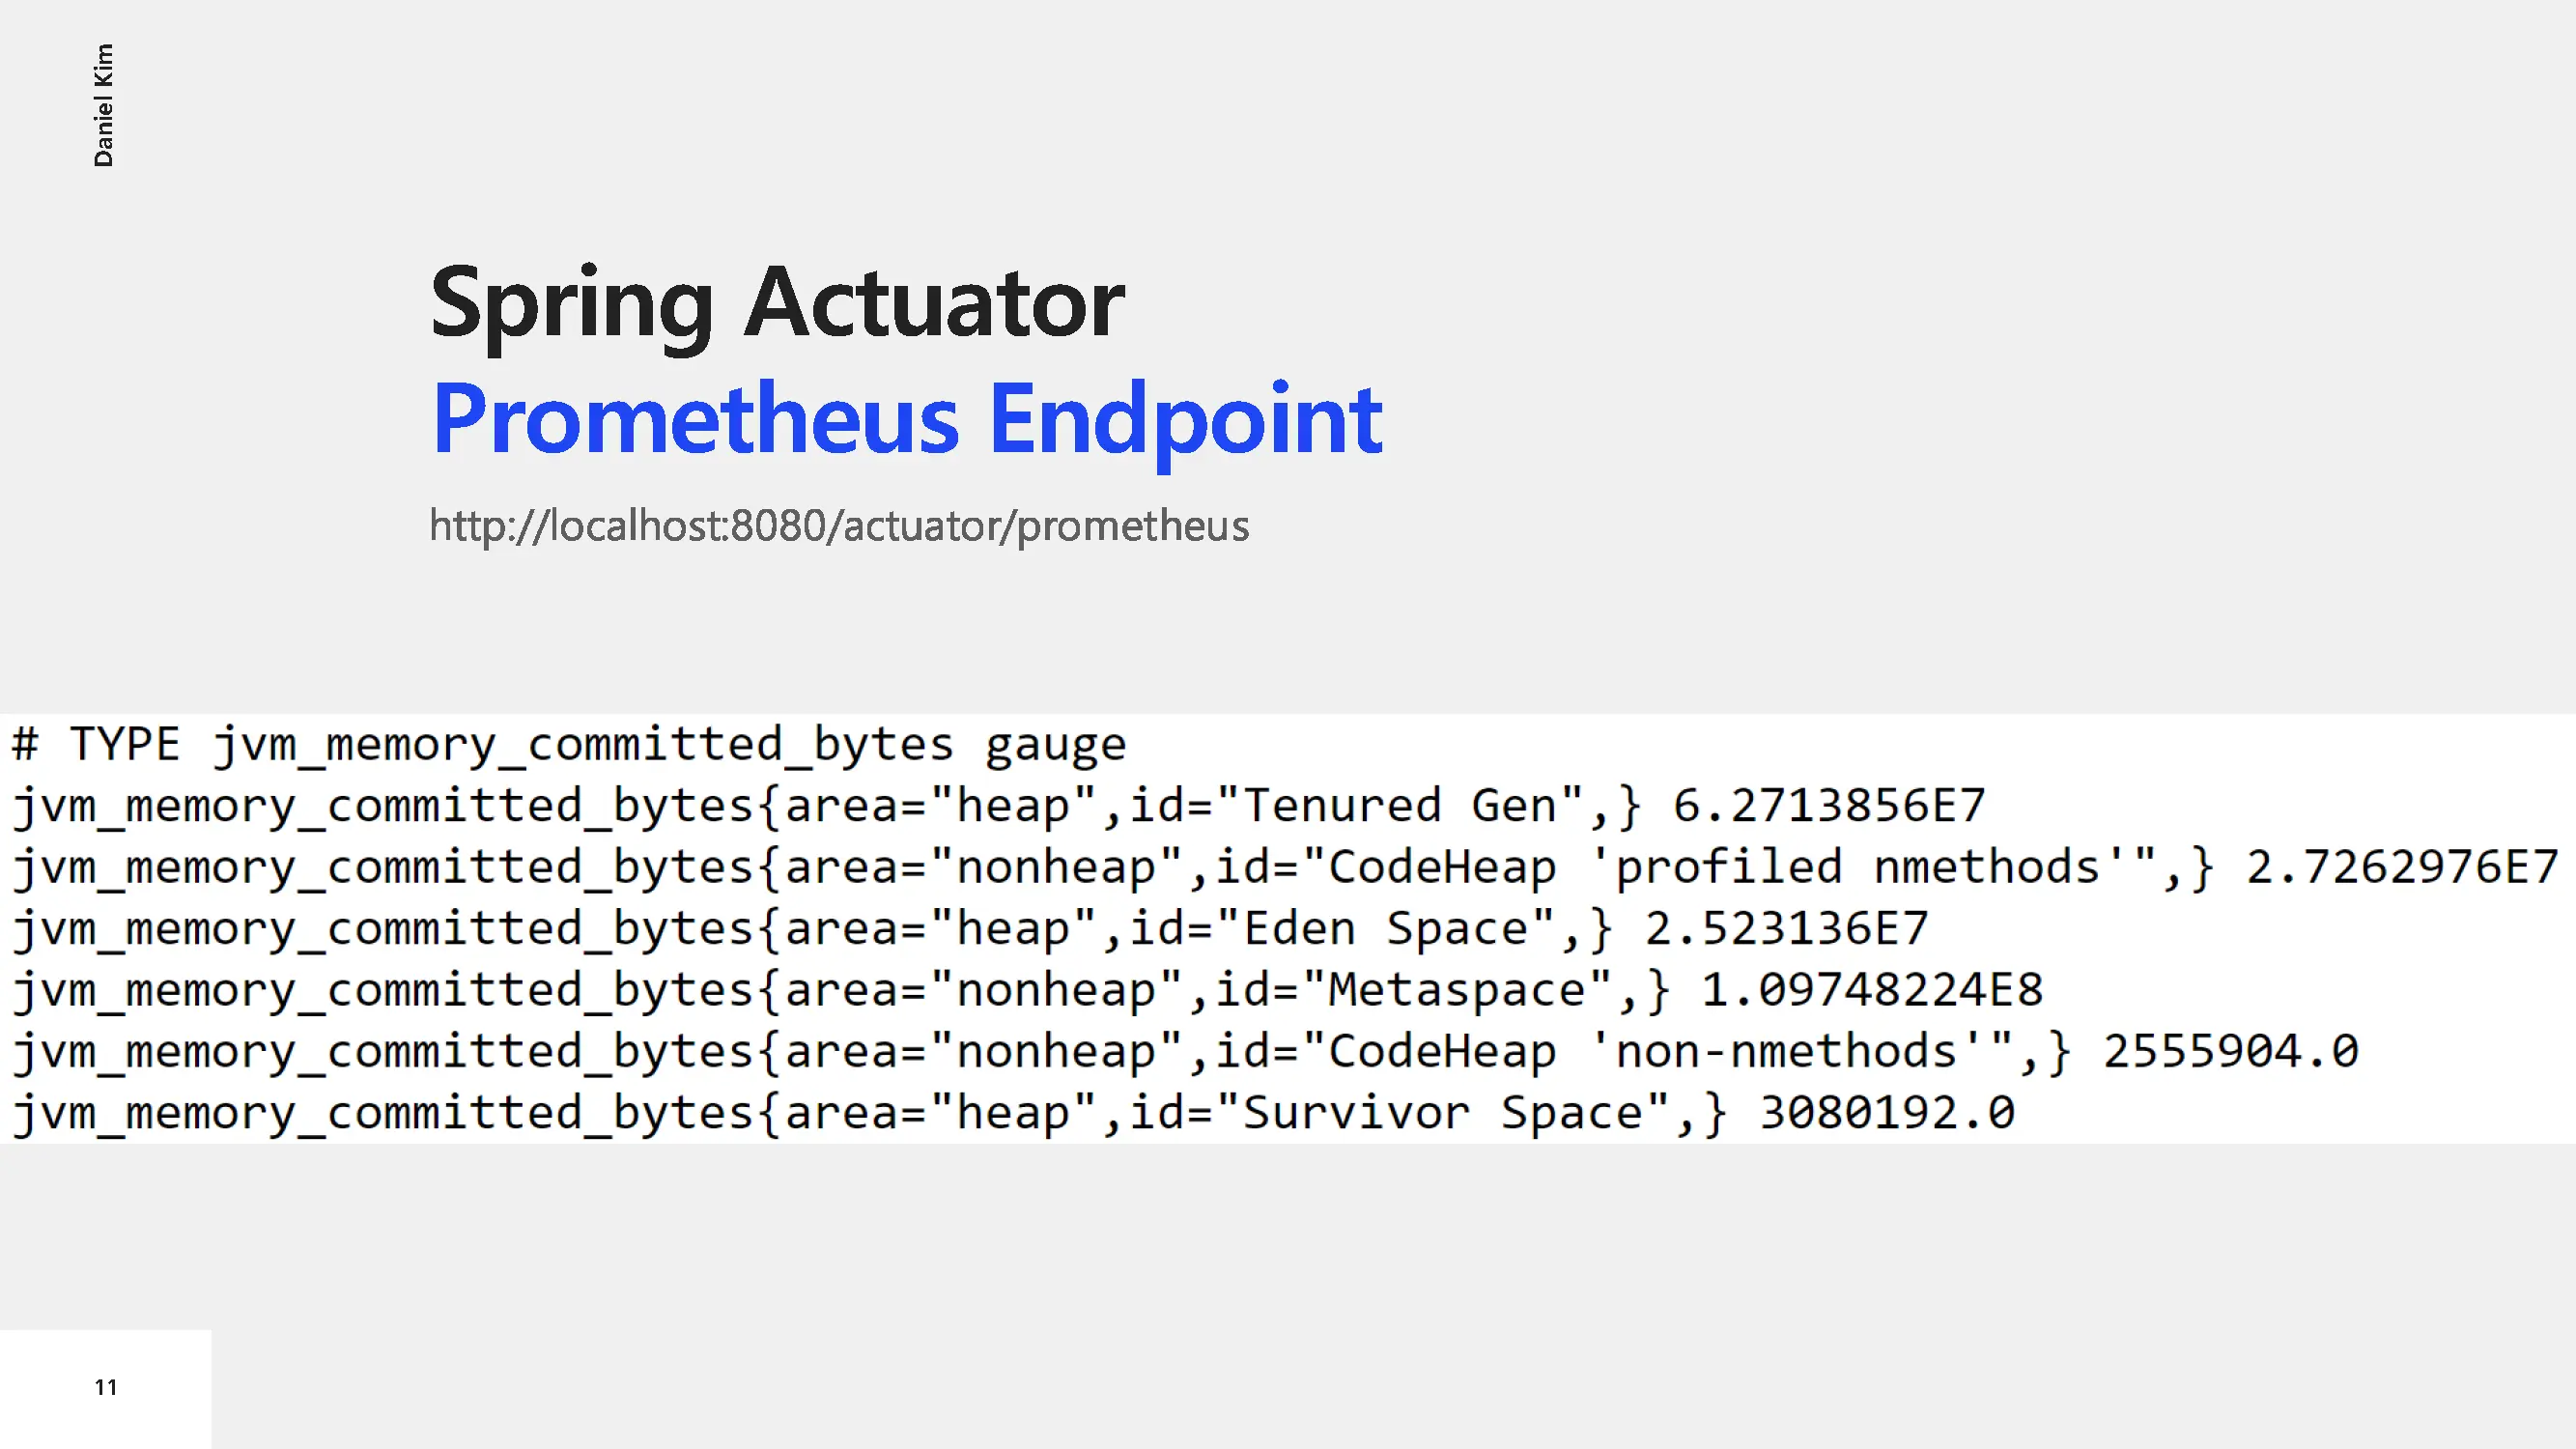 Daniel Kim
Spring Actuator
Prometheus Endpoint
http://localhost:8080/actuator/prometheus
# TYPE jvm_memory_committed_bytes gauge
jvm_memory_committed_bytes{area="heap",id="Tenured Gen",} 6.2713856E7
jvm_memory_committed_bytes{area="nonheap",id="CodeHeap 'profiled nmethods'",} 2.7262976E7
jvm_memory_committed_bytes{area="heap",id="Eden Space",} 2.523136E7
jvm_memory_committed_bytes{area="nonheap",id="Metaspace",} 1.09748224E8
jvm_memory_committed_bytes{area="nonheap",id="CodeHeap 'non-nmethods'",} 2555904.0
jvm_memory_committed_bytes{area="heap",id="Survivor Space",} 3080192.0
11